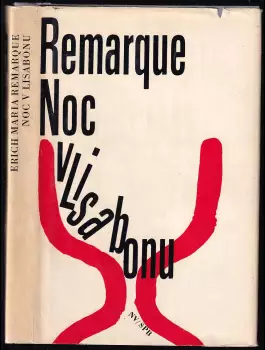 ERICH MARIA REMARQUE
NOC V LISABONU
Remarque
Noc
v Lisabonu
NV/SPB